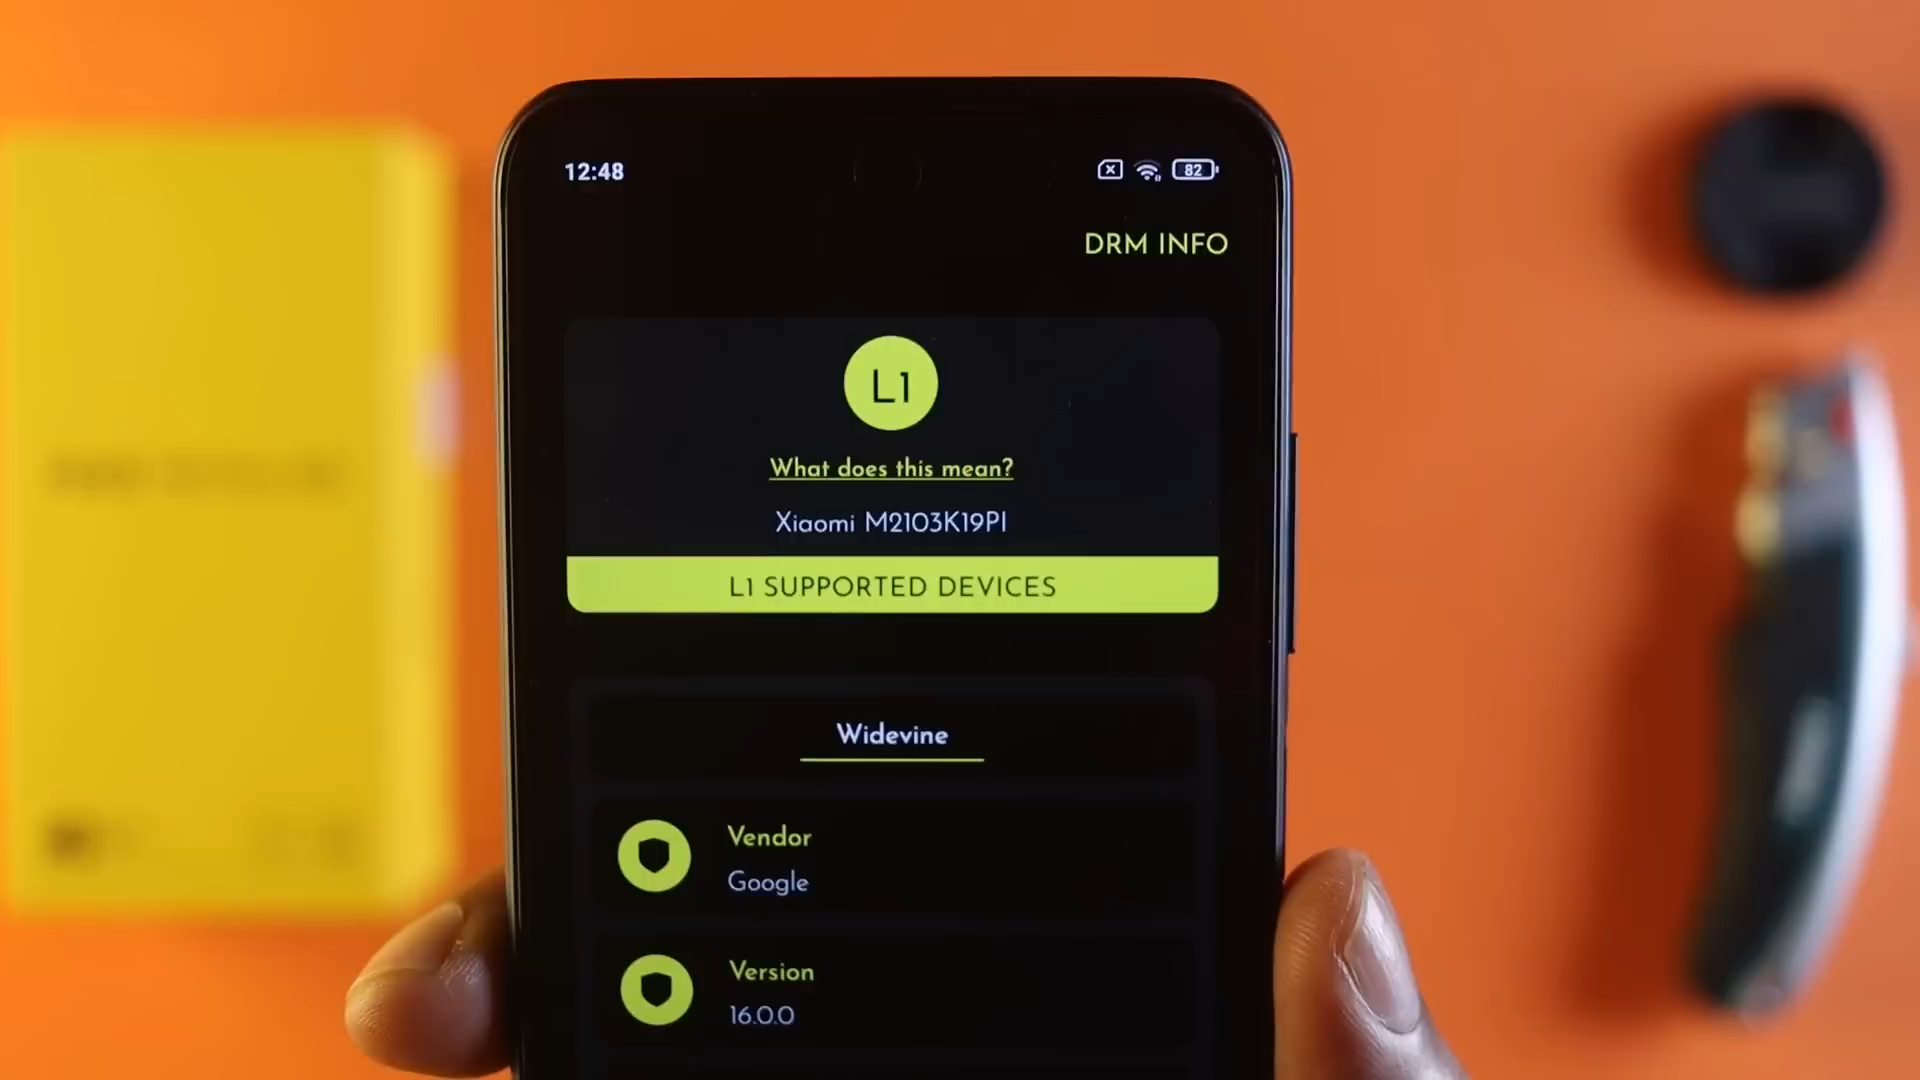 12:48
82
DRM INFO
L1
What does this mean?
Xiaomi M2103K19PI
L1 SUPPORTED DEVICES
Widevine
Vendor
Google
Version
16.0.0